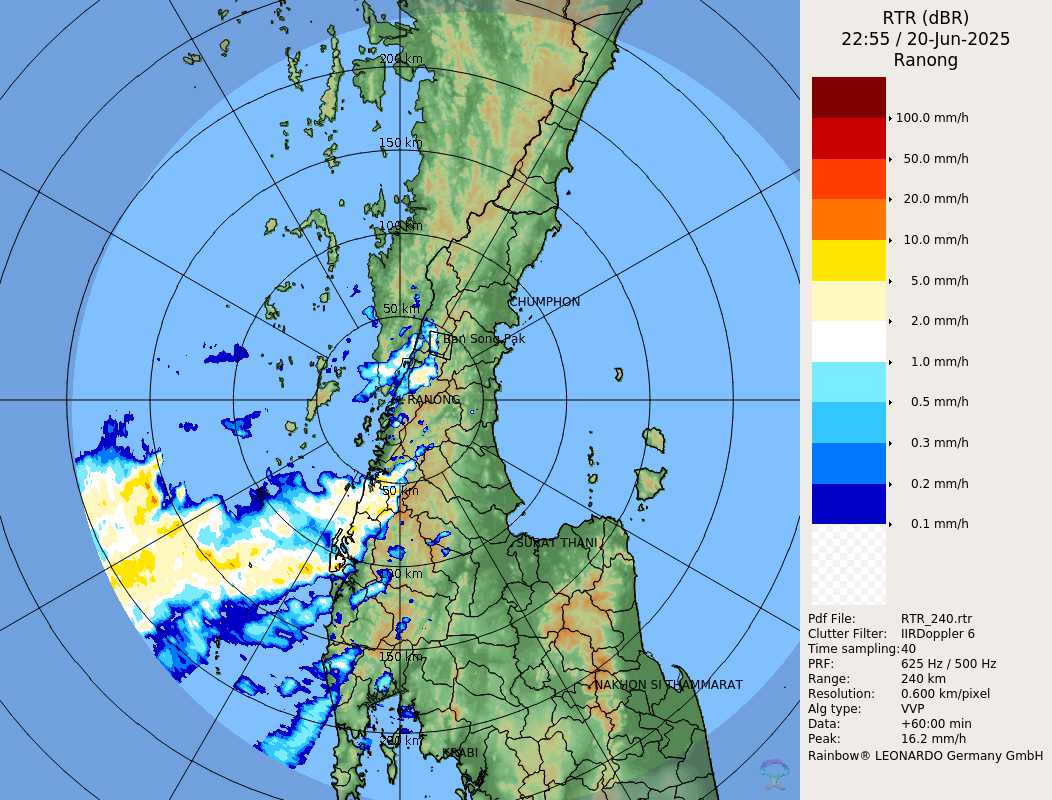 RTR (dBR)
22:55 / 20-Jun-2025
Ranong
100.0 mm/h
50.0 mm/h
20.0 mm/h
10.0 mm/h
5.0 mm/h
2.0 mm/h
1.0 mm/h
0.5 mm/h
0.3 mm/h
0.2 mm/h
0.1 mm/h
Pdf File: RTR_240.rtr
Clutter Filter: IIRDoppler 6
Time sampling: 40
PRF: 625 Hz / 500 Hz
Range: 240 km
Resolution: 0.600 km/pixel
Alg type: VVP
Data: +60:00 min
Peak: 16.2 mm/h
Rainbow® LEONARDO Germany GmbH
200 km
150 km
100 km
50 km
CHUMPHON
Ban Song Pak
RANONG
50 km
SURAT THANI
100 km
150 km
NAKHON SI THAMMARAT
200 km
KRABI